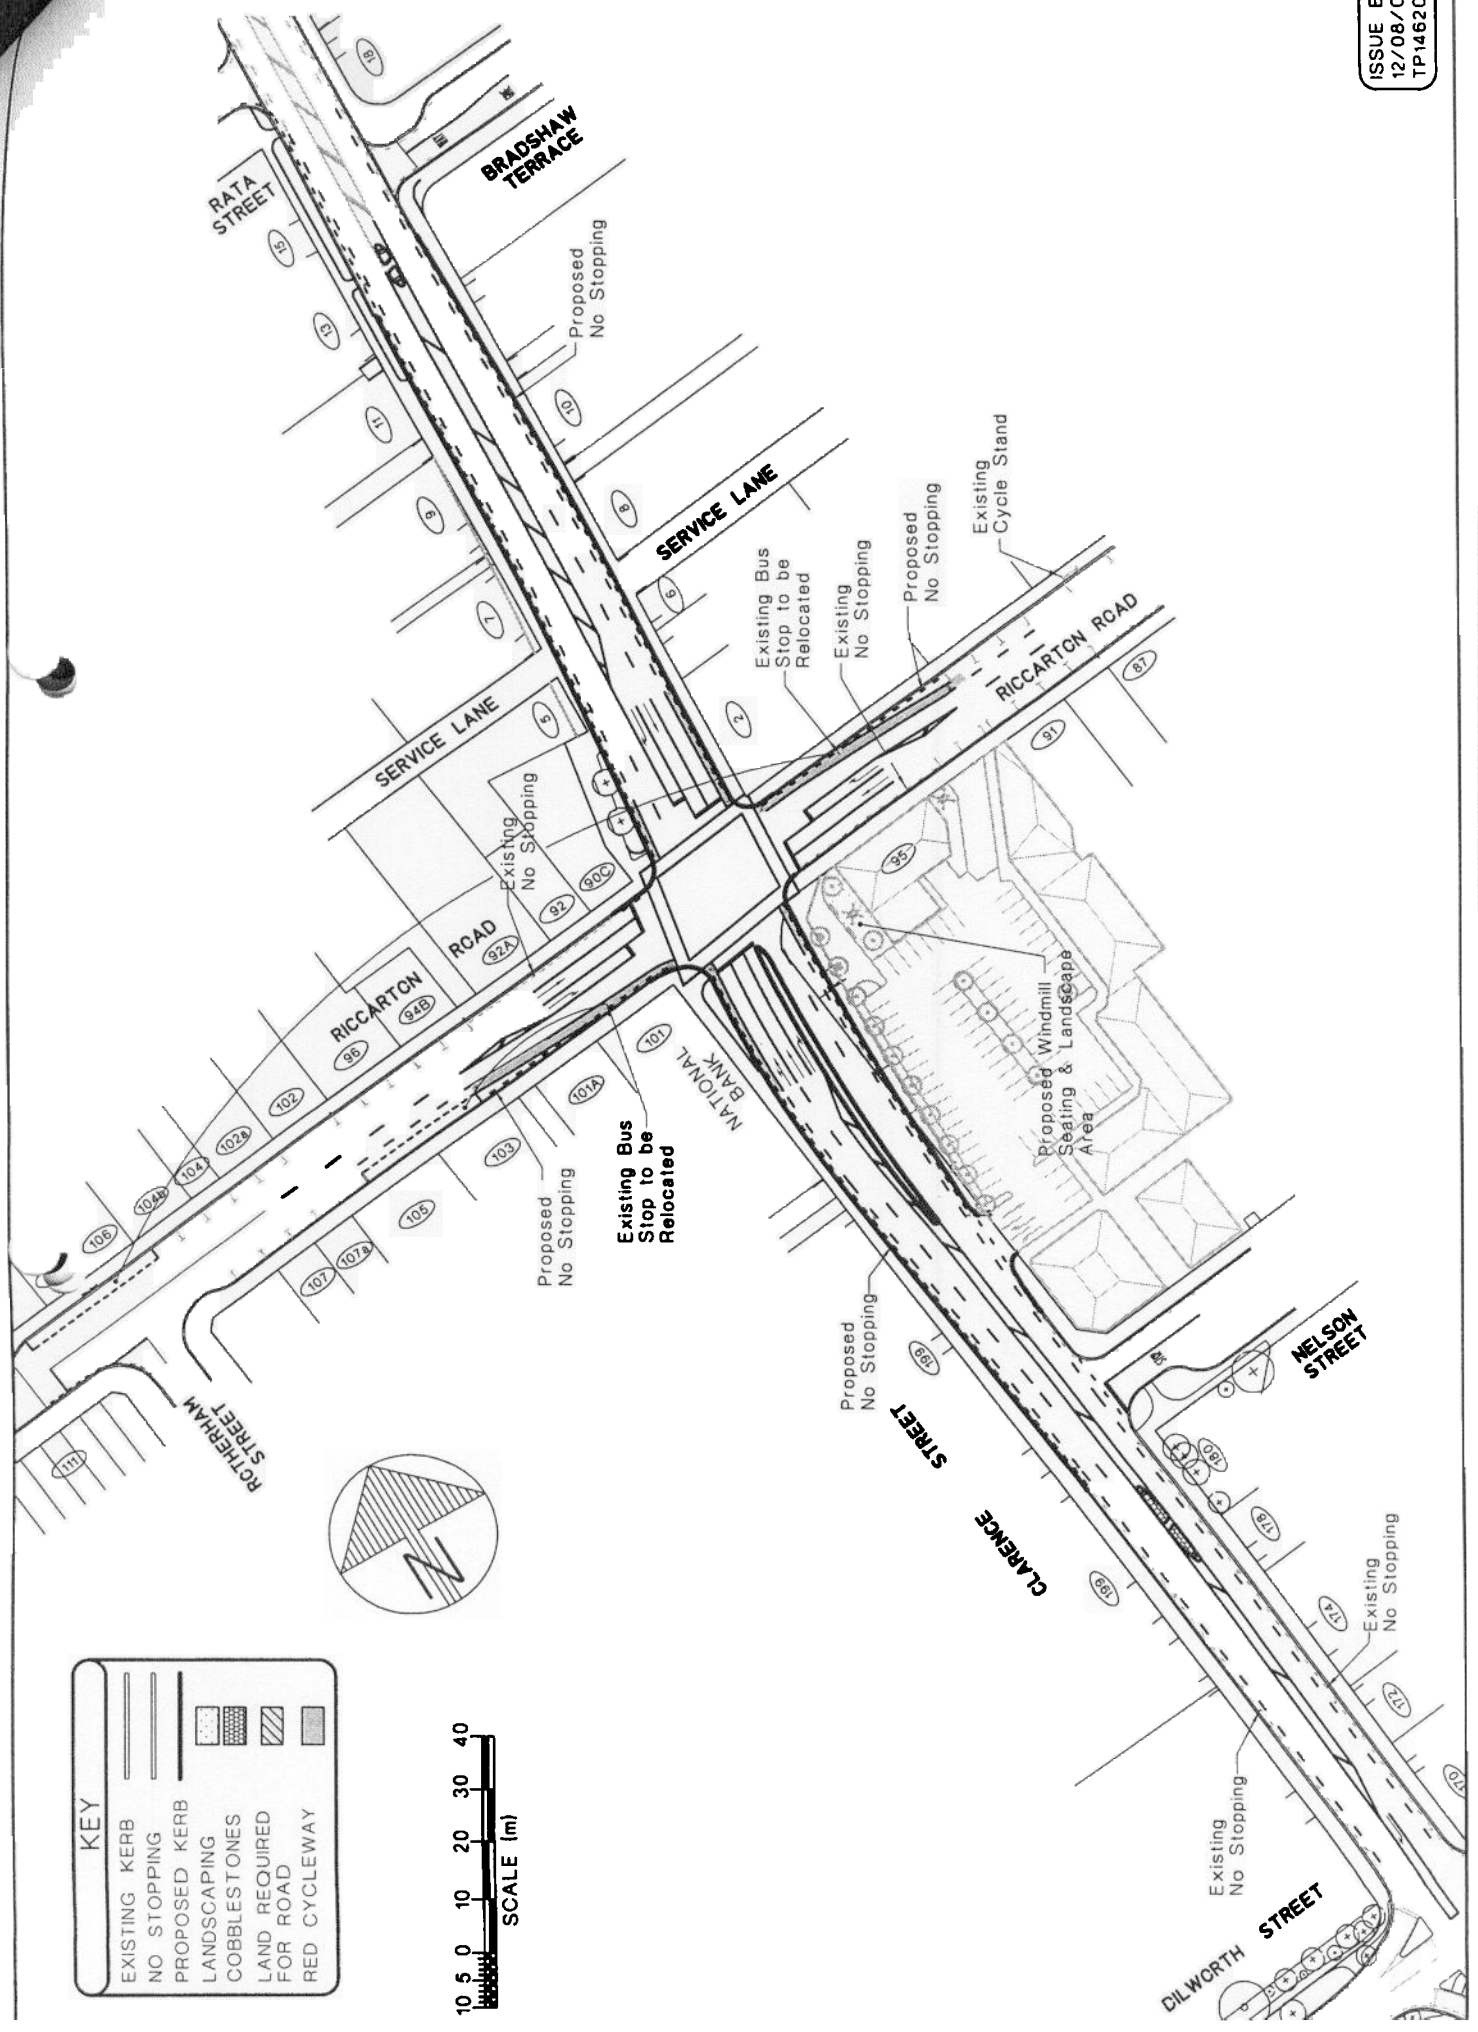 ISSUE
12/08/0
TP14620
18
BRADSHAW
TERRACE
RATA
STREET
15
13
11
9
7
5
Proposed
No Stopping
10
8
6
2
SERVICE LANE
SERVICE LANE
Existing
Cycle Stand
Proposed
No Stopping
Existing
No Stopping
Existing Bus
Stop to be
Relocated
RICCARTON ROAD
87
91
95
Existing
No Stopping
90C
92
92A
94B
96
102
102a
104
104b
106
RICCARTON ROAD
101
101A
103
105
107a
107
111
NATIONAL
BANK
Existing Bus
Stop to be
Relocated
Proposed
No Stopping
ROTHERHAM
STREET
Proposed Windmill
Seating & Landscape
Area
Proposed
No Stopping
199
CLARENCE STREET
199
NELSON
STREET
180
178
174
172
170
Existing
No Stopping
Existing
No Stopping
DILWORTH STREET
N
KEY
EXISTING KERB
NO STOPPING
PROPOSED KERB
LANDSCAPING
COBBLESTONES
LAND REQUIRED
FOR ROAD
RED CYCLEWAY
10 5 0 10 20 30 40
SCALE (m)